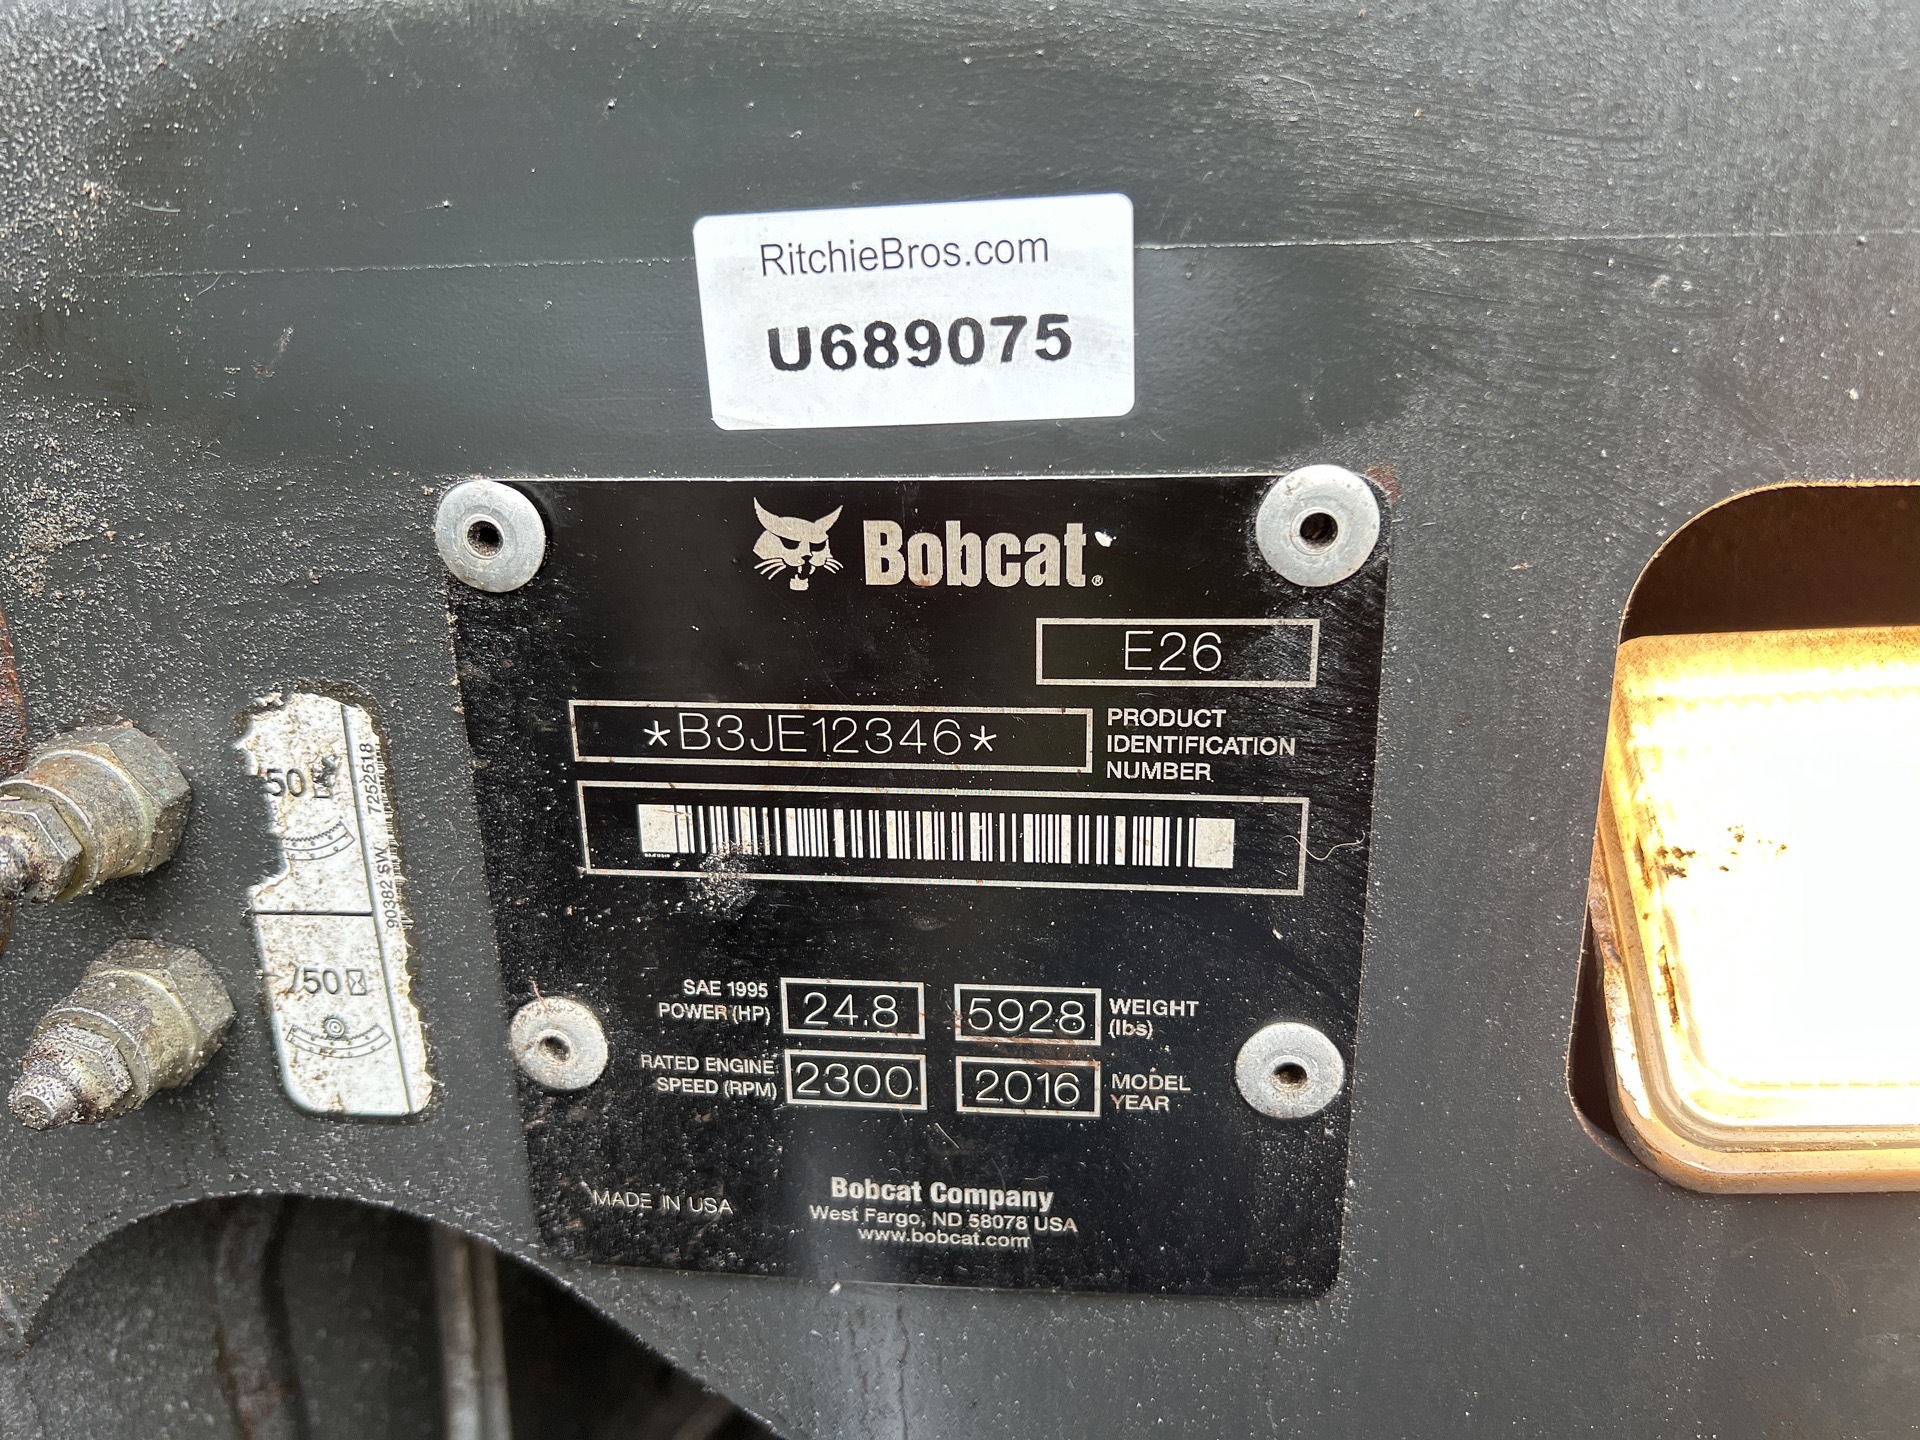 RitchieBros.com
U689075
Bobcat®
E26
*B3JE12346*
PRODUCT
IDENTIFICATION
NUMBER
SAE 1995
POWER (HP)
24.8
5928
WEIGHT
(lbs)
RATED ENGINE
SPEED (RPM)
2300
2016
MODEL
YEAR
MADE IN USA
Bobcat Company
West Fargo, ND 58078 USA
www.bobcat.com
50
7252518
90382 SW
/50